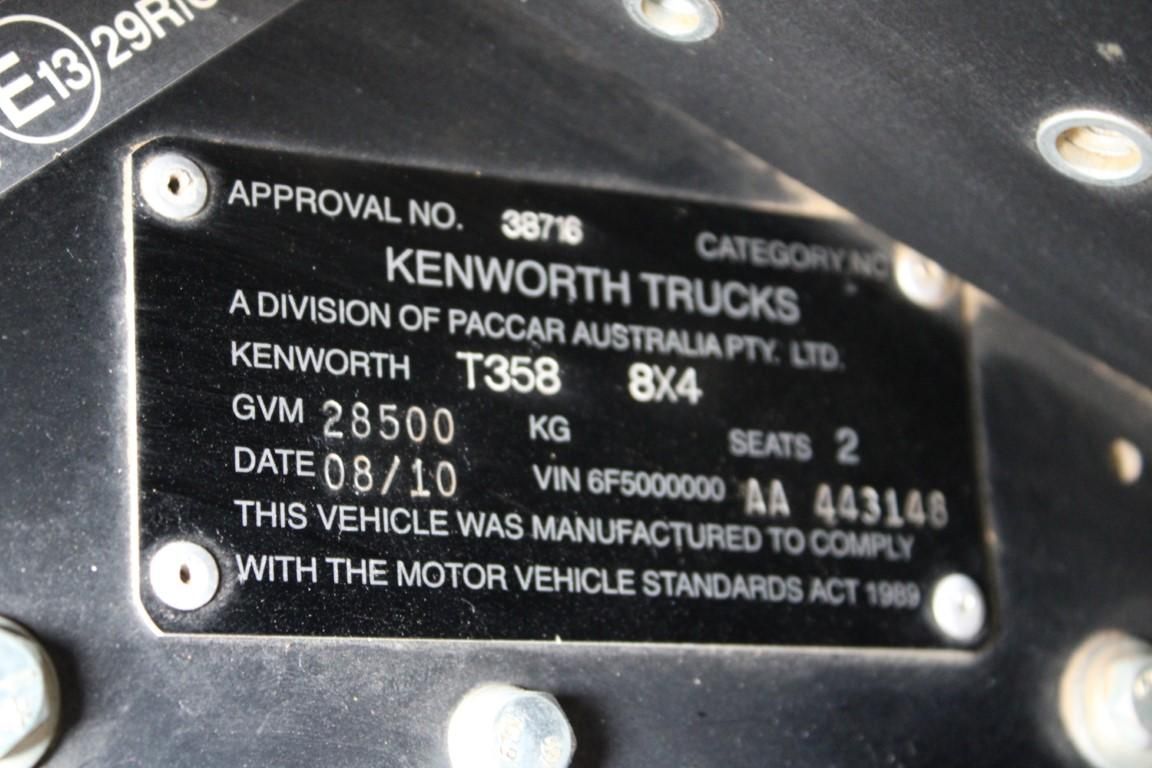 E13 29R/0
APPROVAL NO. 38716 CATEGORY NC
KENWORTH TRUCKS
A DIVISION OF PACCAR AUSTRALIA PTY. LTD.
KENWORTH T358 8X4
GVM 28500 KG SEATS 2
DATE 08/10 VIN 6F5000000 AA 443148
THIS VEHICLE WAS MANUFACTURED TO COMPLY
WITH THE MOTOR VEHICLE STANDARDS ACT 1989